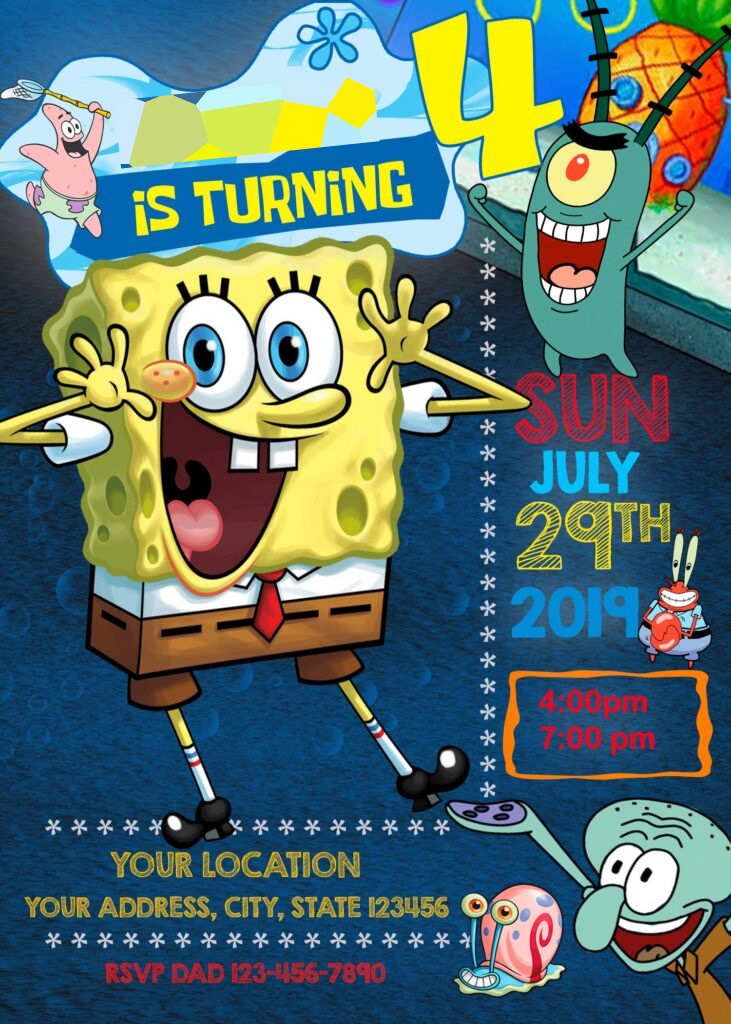 4
iS TURNiNG
SUN
JULY
29TH
2019
4:00pm
7:00 pm
YOUR LOCATION
YOUR ADDRESS, CITY, STATE 123456
RSVP DAD 123-456-7890